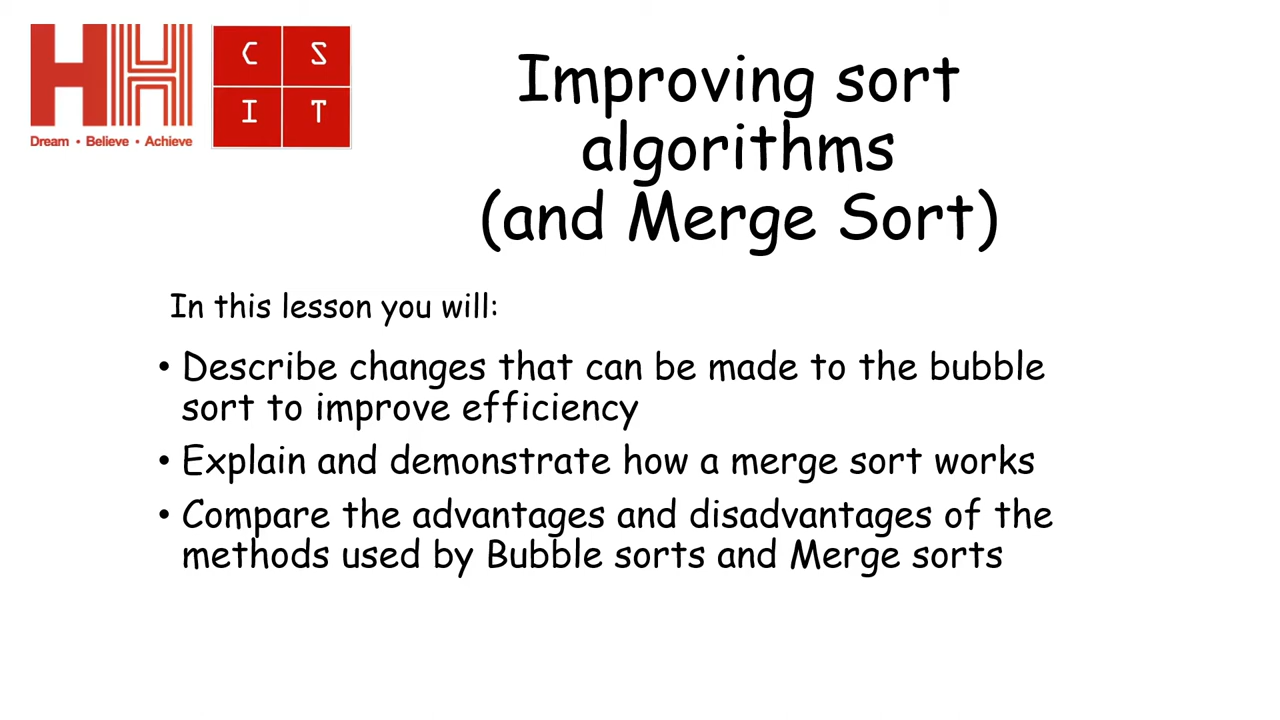 HH
Dream • Believe • Achieve
C S
I T
Improving sort
algorithms
(and Merge Sort)
In this lesson you will:
• Describe changes that can be made to the bubble
sort to improve efficiency
• Explain and demonstrate how a merge sort works
• Compare the advantages and disadvantages of the
methods used by Bubble sorts and Merge sorts